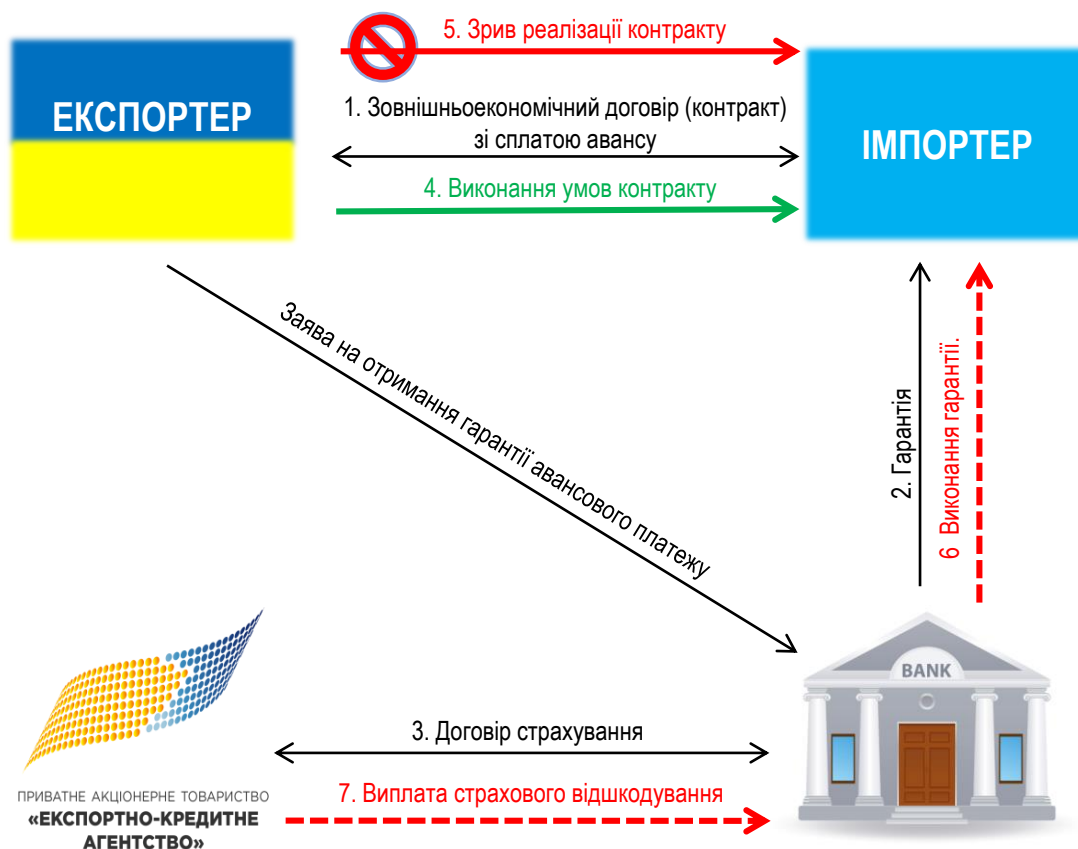 5. Зрив реалізації контракту
ЕКСПОРТЕР
1. Зовнішньоекономічний договір (контракт)
зі сплатою авансу
ІМПОРТЕР
4. Виконання умов контракту
Заява на отримання гарантії авансового платежу
2. Гарантія
6 Виконання гарантії.
BANK
3. Договір страхування
7. Виплата страхового відшкодування
ПРИВАТНЕ АКЦІОНЕРНЕ ТОВАРИСТВО
«ЕКСПОРТНО-КРЕДИТНЕ
АГЕНТСТВО»